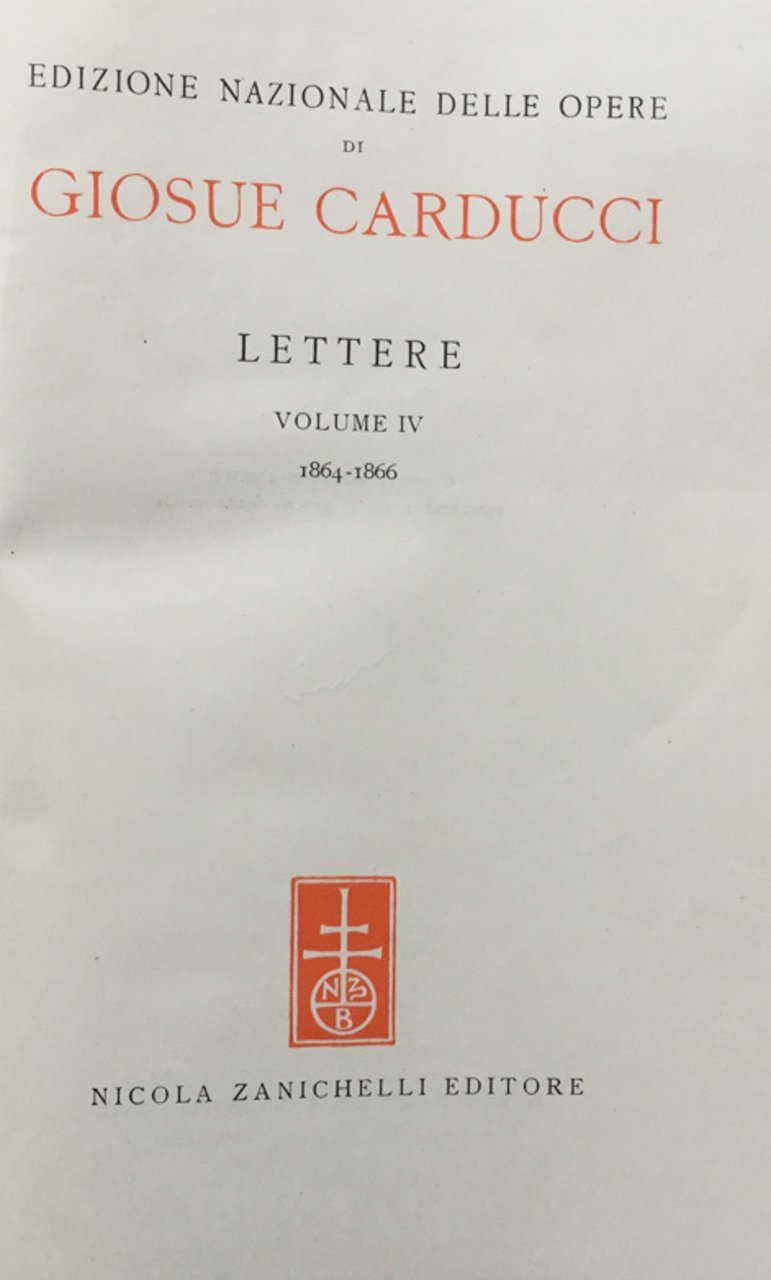 EDIZIONE NAZIONALE DELLE OPERE
DI
GIOSUE CARDUCCI
LETTERE
VOLUME IV
1864-1866
N Z
B
NICOLA ZANICHELLI EDITORE